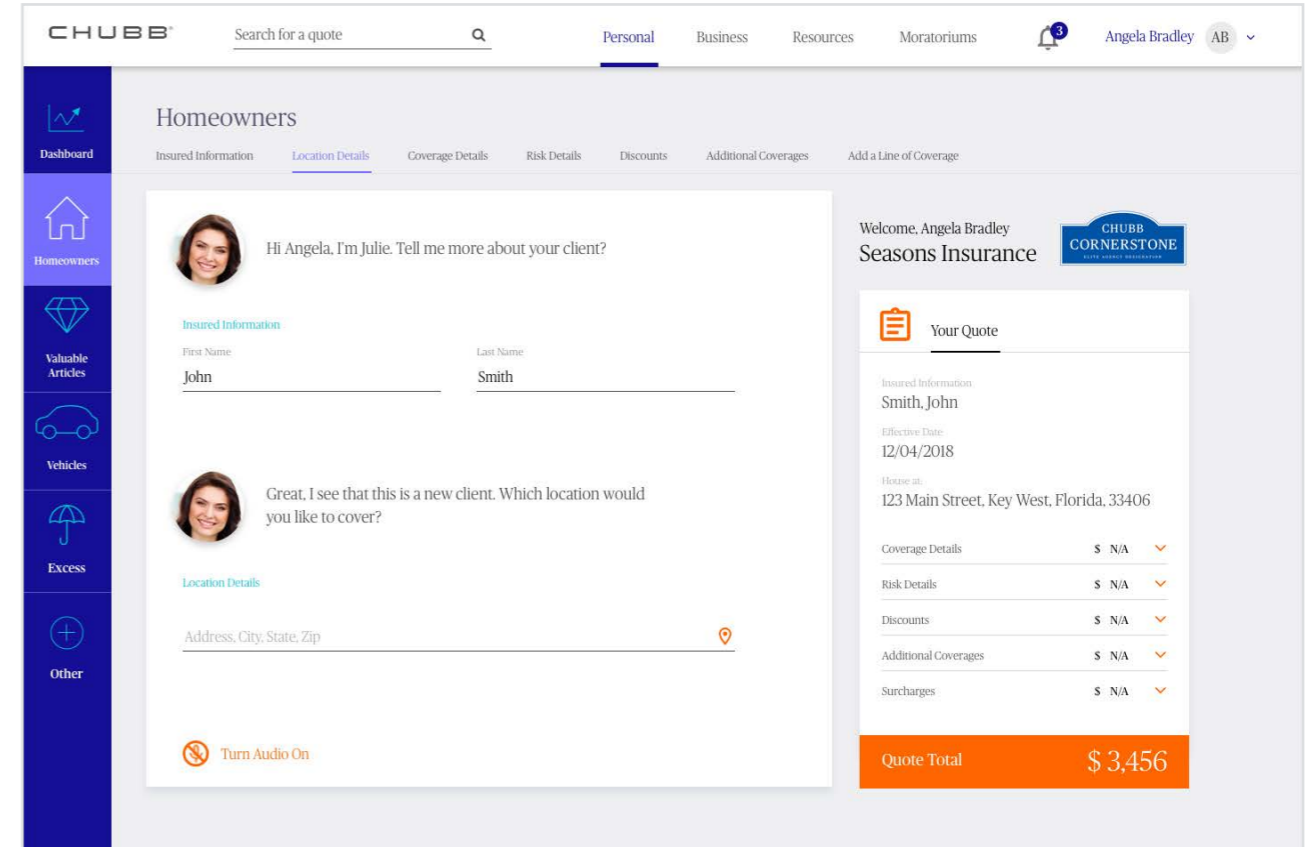 CHUBB®
Search for a quote
Personal
Business
Resources
Moratoriums
3
Angela Bradley
AB
Dashboard
Homeowners
Valuable
Articles
Vehicles
Excess
Other
Homeowners
Insured Information
Location Details
Coverage Details
Risk Details
Discounts
Additional Coverages
Add a Line of Coverage
Hi Angela, I'm Julie. Tell me more about your client?
Insured Information
First Name
Last Name
John
Smith
Great, I see that this is a new client. Which location would
you like to cover?
Location Details
Address, City, State, Zip
Turn Audio On
Welcome, Angela Bradley
Seasons Insurance
CHUBB
CORNERSTONE
ELITE AGENCY DESIGNATION
Your Quote
Insured Information
Smith, John
Effective Date
12/04/2018
House at:
123 Main Street, Key West, Florida, 33406
Coverage Details $ N/A
Risk Details $ N/A
Discounts $ N/A
Additional Coverages $ N/A
Surcharges $ N/A
Quote Total $ 3,456